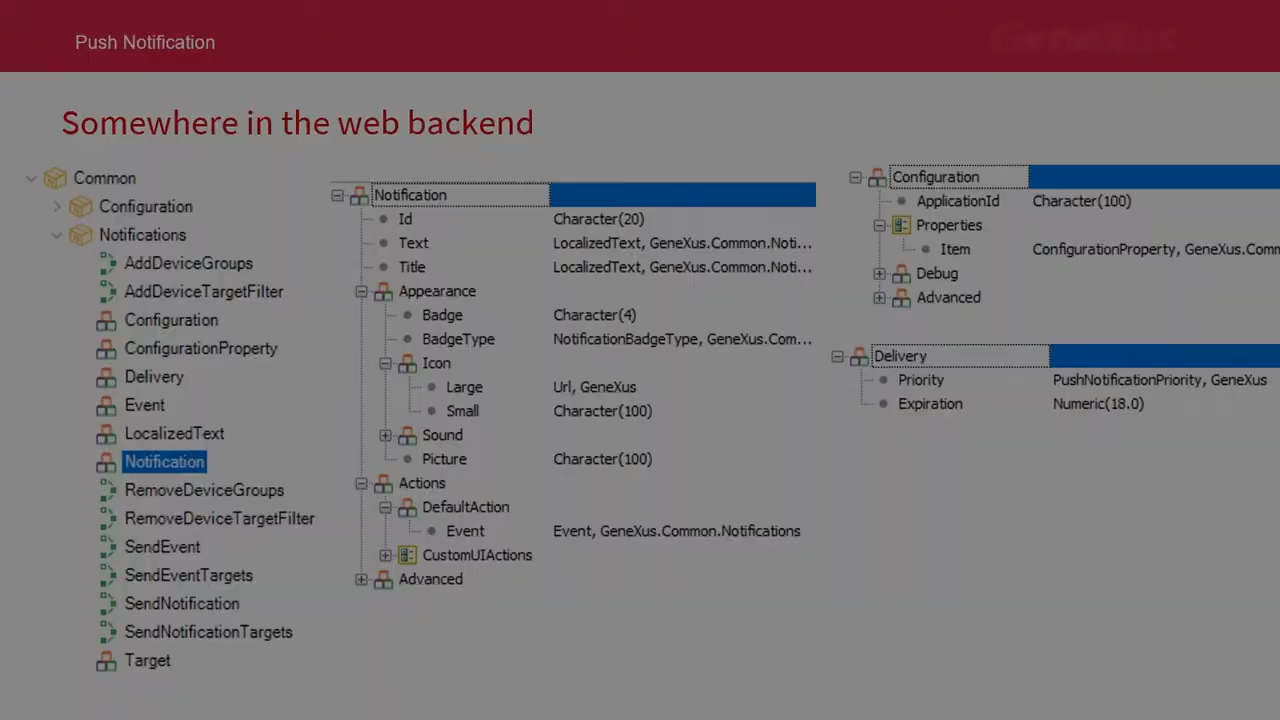 Push Notification
Somewhere in the web backend
Common
Configuration
Notifications
AddDeviceGroups
AddDeviceTargetFilter
Configuration
ConfigurationProperty
Delivery
Event
LocalizedText
Notification
RemoveDeviceGroups
RemoveDeviceTargetFilter
SendEvent
SendEventTargets
SendNotification
SendNotificationTargets
Target
Notification
Id Character(20)
Text LocalizedText, GeneXus.Common.Noti...
Title LocalizedText, GeneXus.Common.Noti...
Appearance
Badge Character(4)
BadgeType NotificationBadgeType, GeneXus.Com...
Icon
Large Url, GeneXus
Small Character(100)
Sound
Picture Character(100)
Actions
DefaultAction
Event Event, GeneXus.Common.Notifications
CustomUIActions
Advanced
Configuration
ApplicationId Character(100)
Properties
Item ConfigurationProperty, GeneXus.Com
Debug
Advanced
Delivery
Priority PushNotificationPriority, GeneXus
Expiration Numeric(18.0)